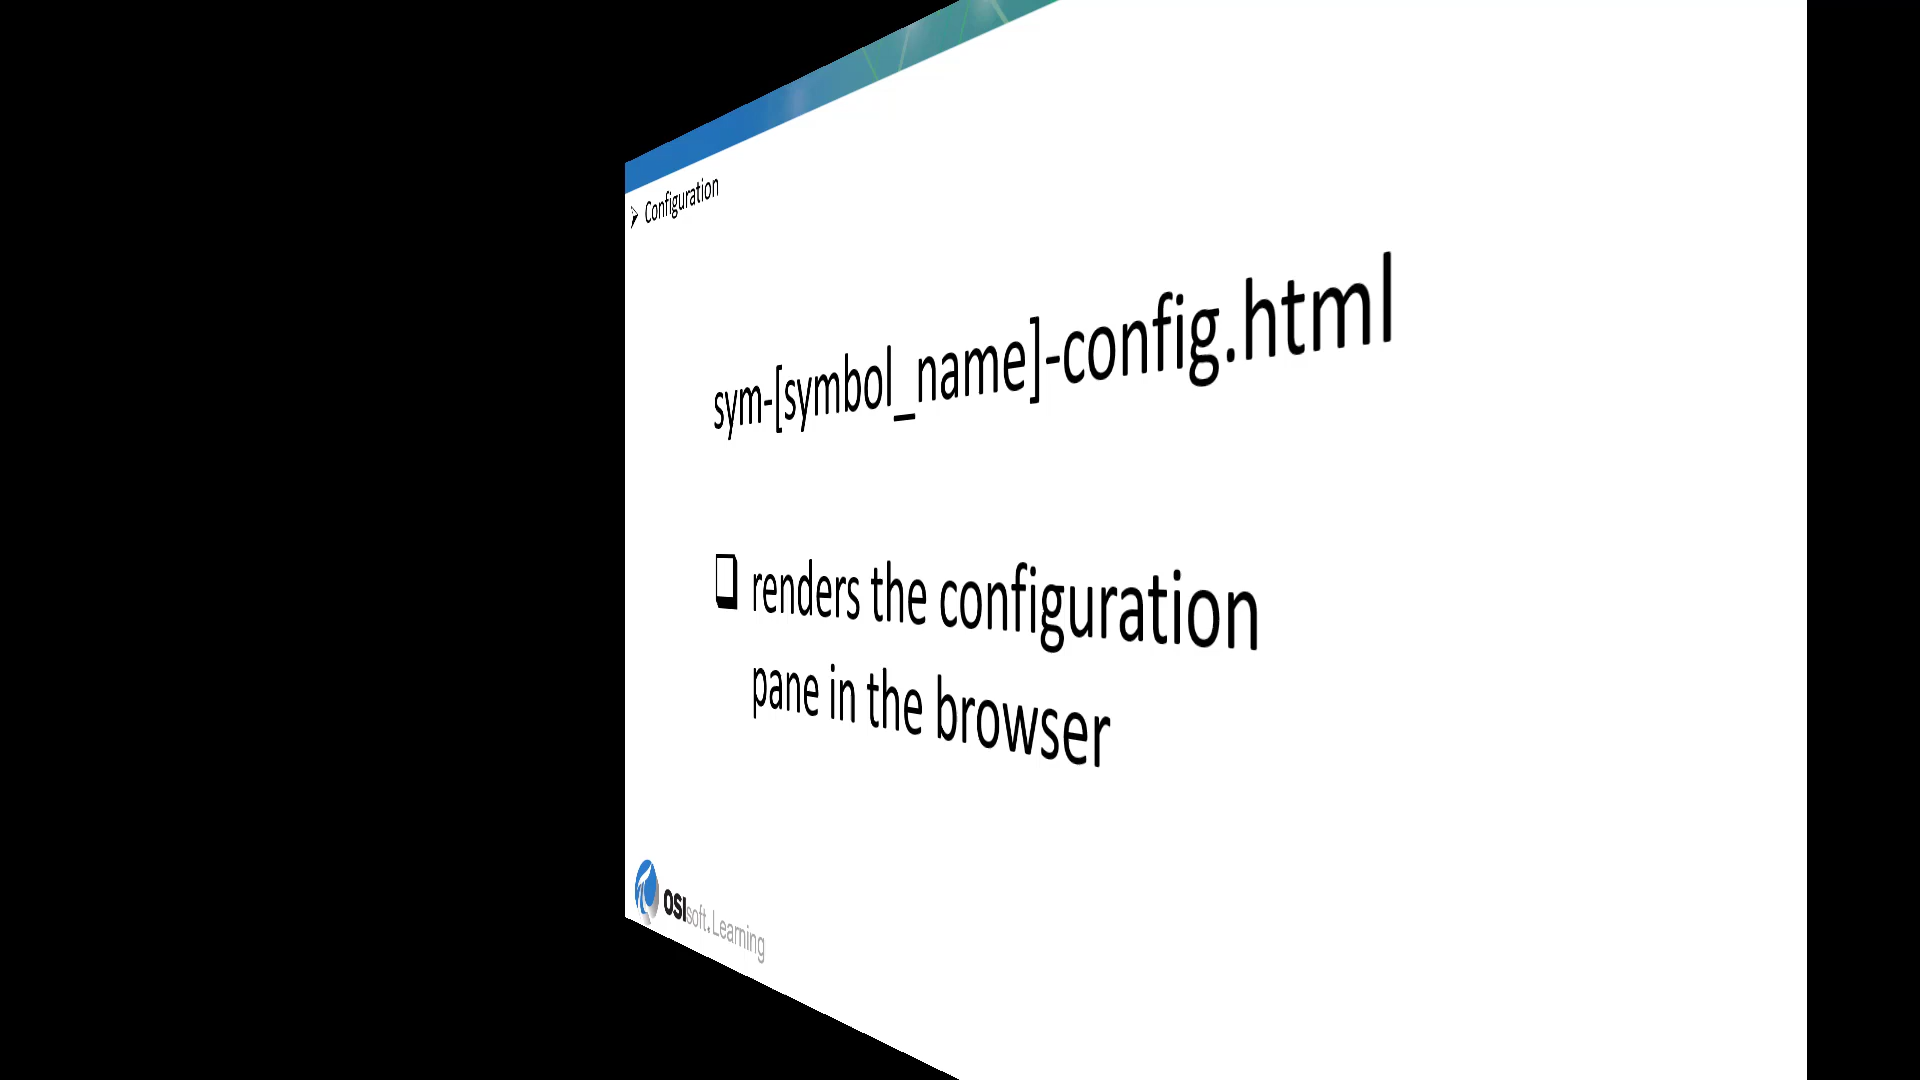 Configuration
sym-[symbol_name]-config.html
renders the configuration
pane in the browser
OSIsoft. Learning